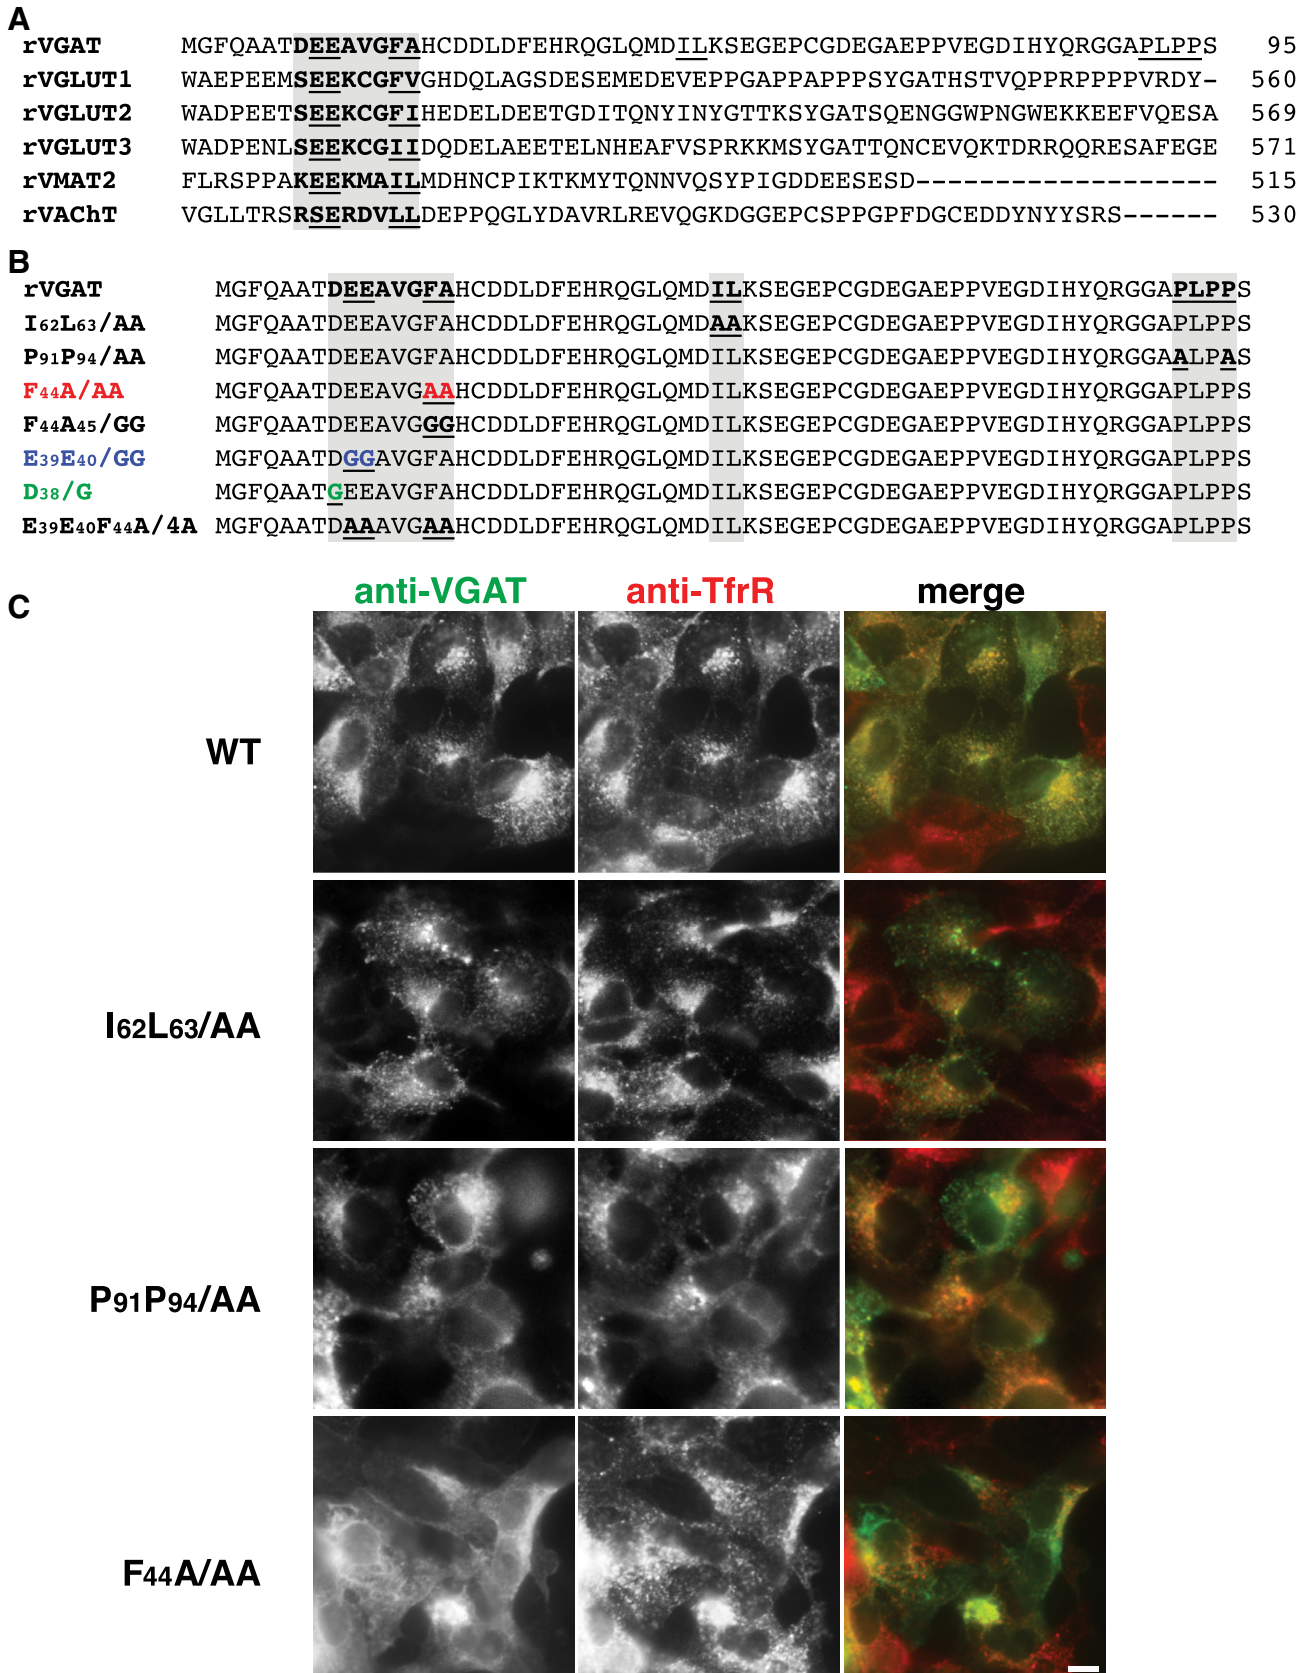 A
rVGAT MGFQAATDEEAVGFAHCDDLDFEHRQGLQMDILKSEGEPCGDEGAEPPVEGDIHYQRGGAPLPPS 95
rVGLUT1 WAEPEEMSEEKCGFVGHDQLAGSDESEMEDEVEPPGAPPAPPPSYGATHSTVQPPRPPPPVRDY- 560
rVGLUT2 WADPEETSEEKCGFIHEDELDEETGDITQNYINYGTTKSYGATSQENGGWPNGWEKKEEFVQESA 569
rVGLUT3 WADPENLSEEKCGIIDQDELAEETELNHEAFVSPRKKMSYGATTQNCEVQKTDRRQQRESAFEGE 571
rVMAT2 FLRSPPAKEEKMAILMDHNCPIKTKMYTQNNVQSYPIGDDEESESD------------------- 515
rVAChT VGLLTRSRSERDVLLDEPPQGLYDAVRLREVQGKDGGEPCSPPGPFDGCEDDYNYYSRS------ 530
B
rVGAT MGFQAATDEEAVGFAHCDDLDFEHRQGLQMDILKSEGEPCGDEGAEPPVEGDIHYQRGGAPLPPS
I62L63/AA MGFQAATDEEAVGFAHCDDLDFEHRQGLQMDAAKSEGEPCGDEGAEPPVEGDIHYQRGGAPLPPS
P91P94/AA MGFQAATDEEAVGFAHCDDLDFEHRQGLQMDILKSEGEPCGDEGAEPPVEGDIHYQRGGAALPAS
F44A/AA MGFQAATDEEAVGAAHCDDLDFEHRQGLQMDILKSEGEPCGDEGAEPPVEGDIHYQRGGAPLPPS
F44A45/GG MGFQAATDEEAVGGGHCDDLDFEHRQGLQMDILKSEGEPCGDEGAEPPVEGDIHYQRGGAPLPPS
E39E40/GG MGFQAATDGGAVGFAHCDDLDFEHRQGLQMDILKSEGEPCGDEGAEPPVEGDIHYQRGGAPLPPS
D38/G MGFQAATGEEAVGFAHCDDLDFEHRQGLQMDILKSEGEPCGDEGAEPPVEGDIHYQRGGAPLPPS
E39E40F44A/4A MGFQAATDAAAVGAAHCDDLDFEHRQGLQMDILKSEGEPCGDEGAEPPVEGDIHYQRGGAPLPPS
C
anti-VGAT anti-TfrR merge
WT
I62L63/AA
P91P94/AA
F44A/AA